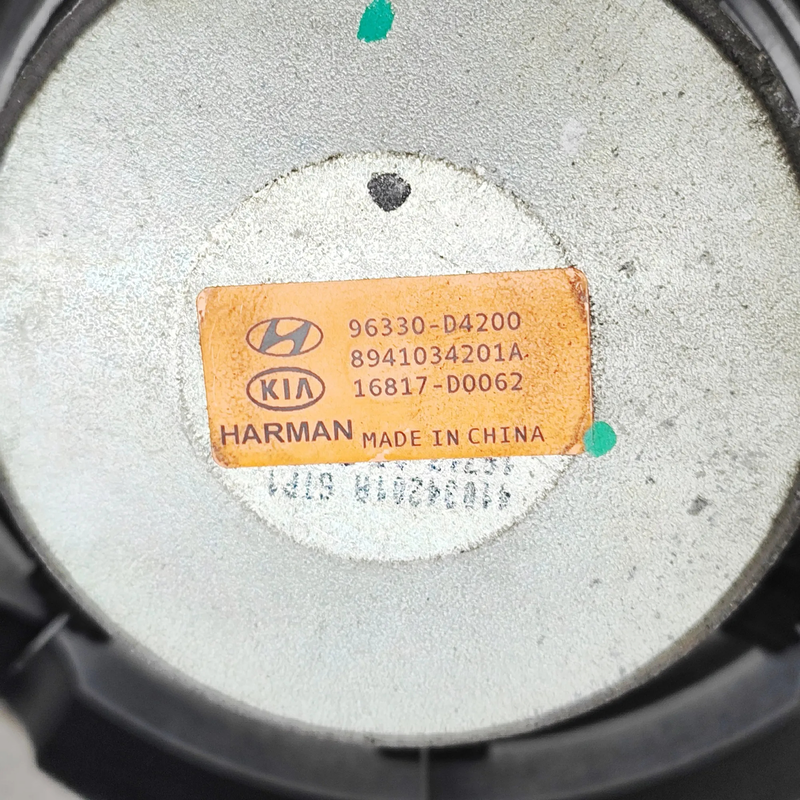 96330-D4200
8941034201A
KIA 16817-D0062
HARMAN MADE IN CHINA